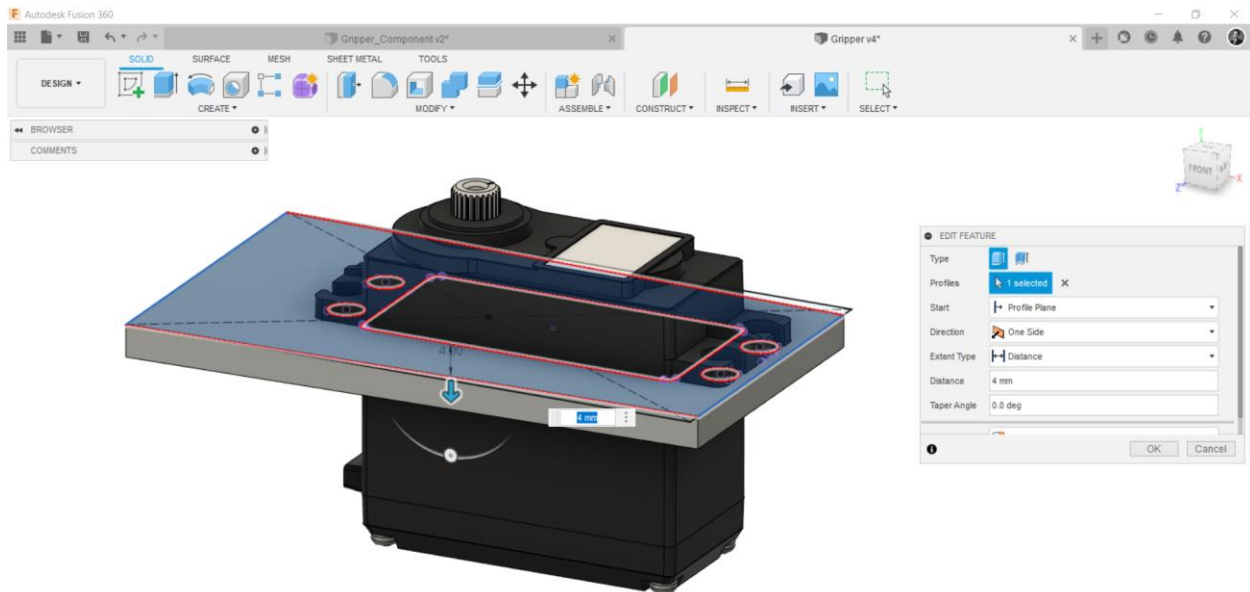 Autodesk Fusion 360
Gripper_Component v2*
Gripper v4*
SOLID SURFACE MESH SHEET METAL TOOLS
DESIGN
CREATE MODIFY ASSEMBLE CONSTRUCT INSPECT INSERT SELECT
BROWSER
COMMENTS
FRONT
Y
X
Z
EDIT FEATURE
Type
Profiles 1 selected
Start Profile Plane
Direction One Side
Extent Type Distance
Distance 4 mm
Taper Angle 0.0 deg
OK Cancel
4.00
4 mm